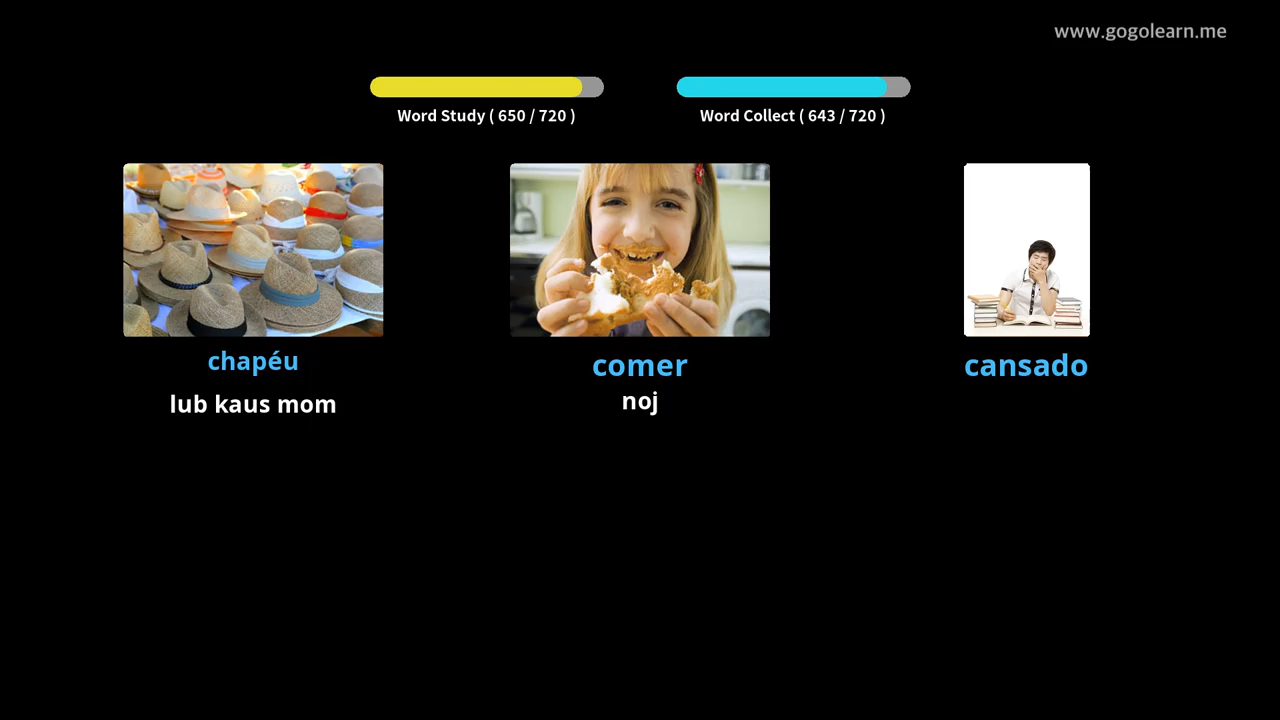 www.gogolearn.me
Word Study ( 650 / 720 )
Word Collect ( 643 / 720 )
chapéu
lub kaus mom
comer
noj
cansado